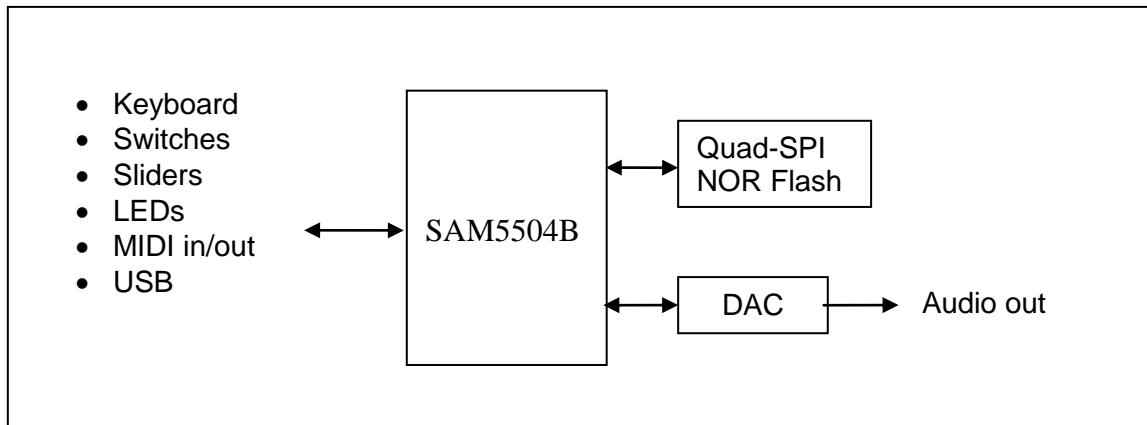 • Keyboard
• Switches
• Sliders
• LEDs
• MIDI in/out
• USB
SAM5504B
Quad-SPI
NOR Flash
DAC
Audio out